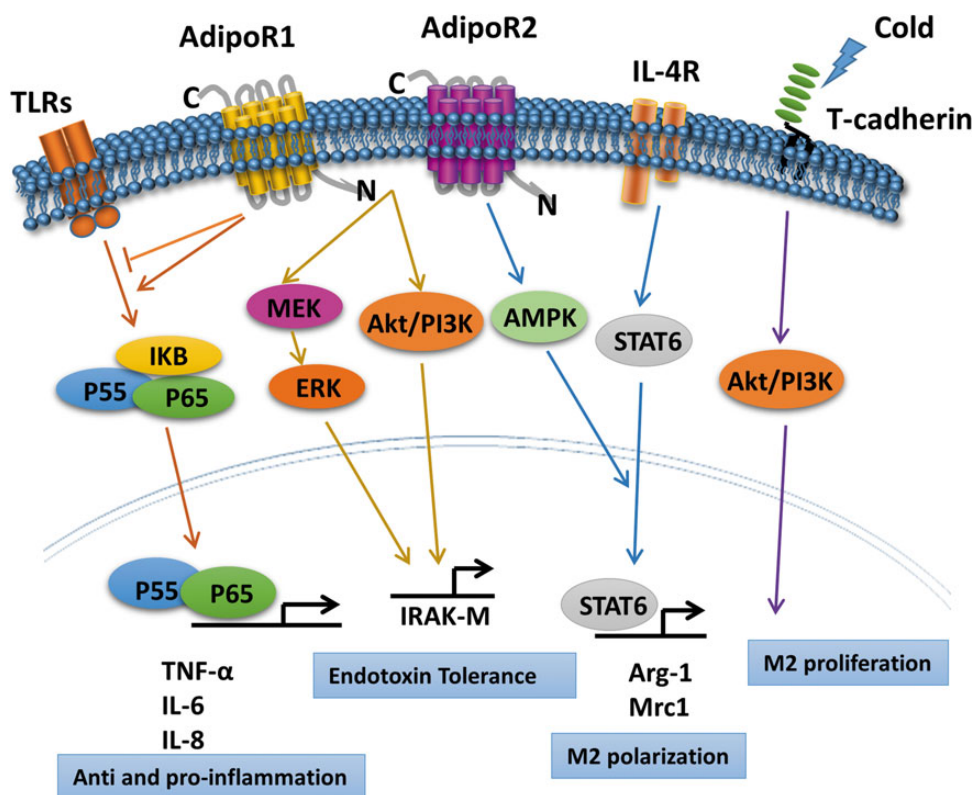 AdipoR1
AdipoR2
Cold
TLRs
C
C
IL-4R
T-cadherin
N
N
MEK
Akt/PI3K
AMPK
STAT6
IKB
P55
P65
ERK
Akt/PI3K
P55
P65
IRAK-M
STAT6
TNF-α
IL-6
IL-8
Endotoxin Tolerance
Arg-1
Mrc1
M2 proliferation
Anti and pro-inflammation
M2 polarization